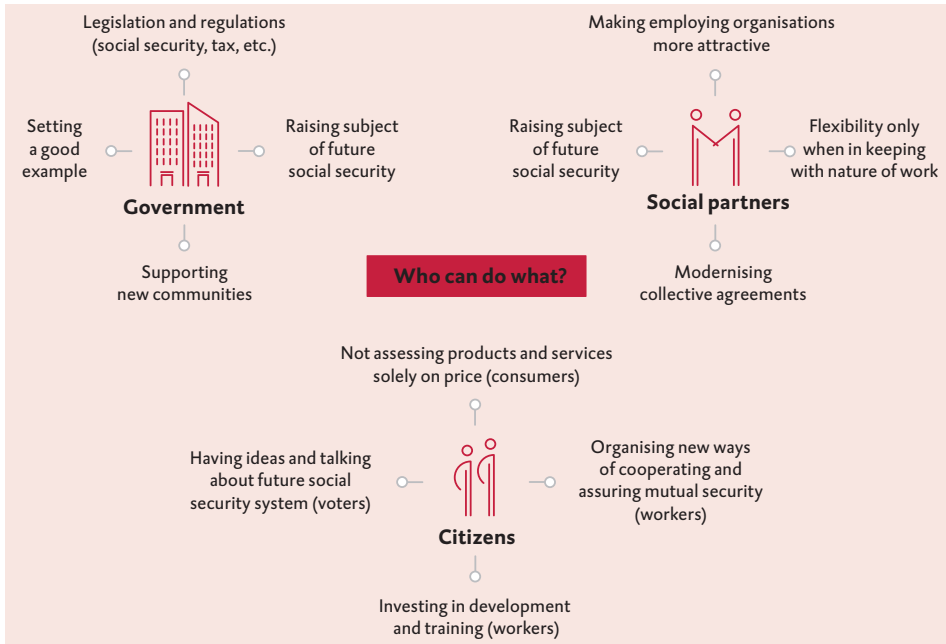 Legislation and regulations
(social security, tax, etc.)
Setting
a good
example
Raising subject
of future
social security
Government
Supporting
new communities
Making employing organisations
more attractive
Raising subject
of future
social security
Flexibility only
when in keeping
with nature of work
Social partners
Modernising
collective agreements
Who can do what?
Not assessing products and services
solely on price (consumers)
Having ideas and talking
about future social
security system (voters)
Organising new ways
of cooperating and
assuring mutual security
(workers)
Citizens
Investing in development
and training (workers)